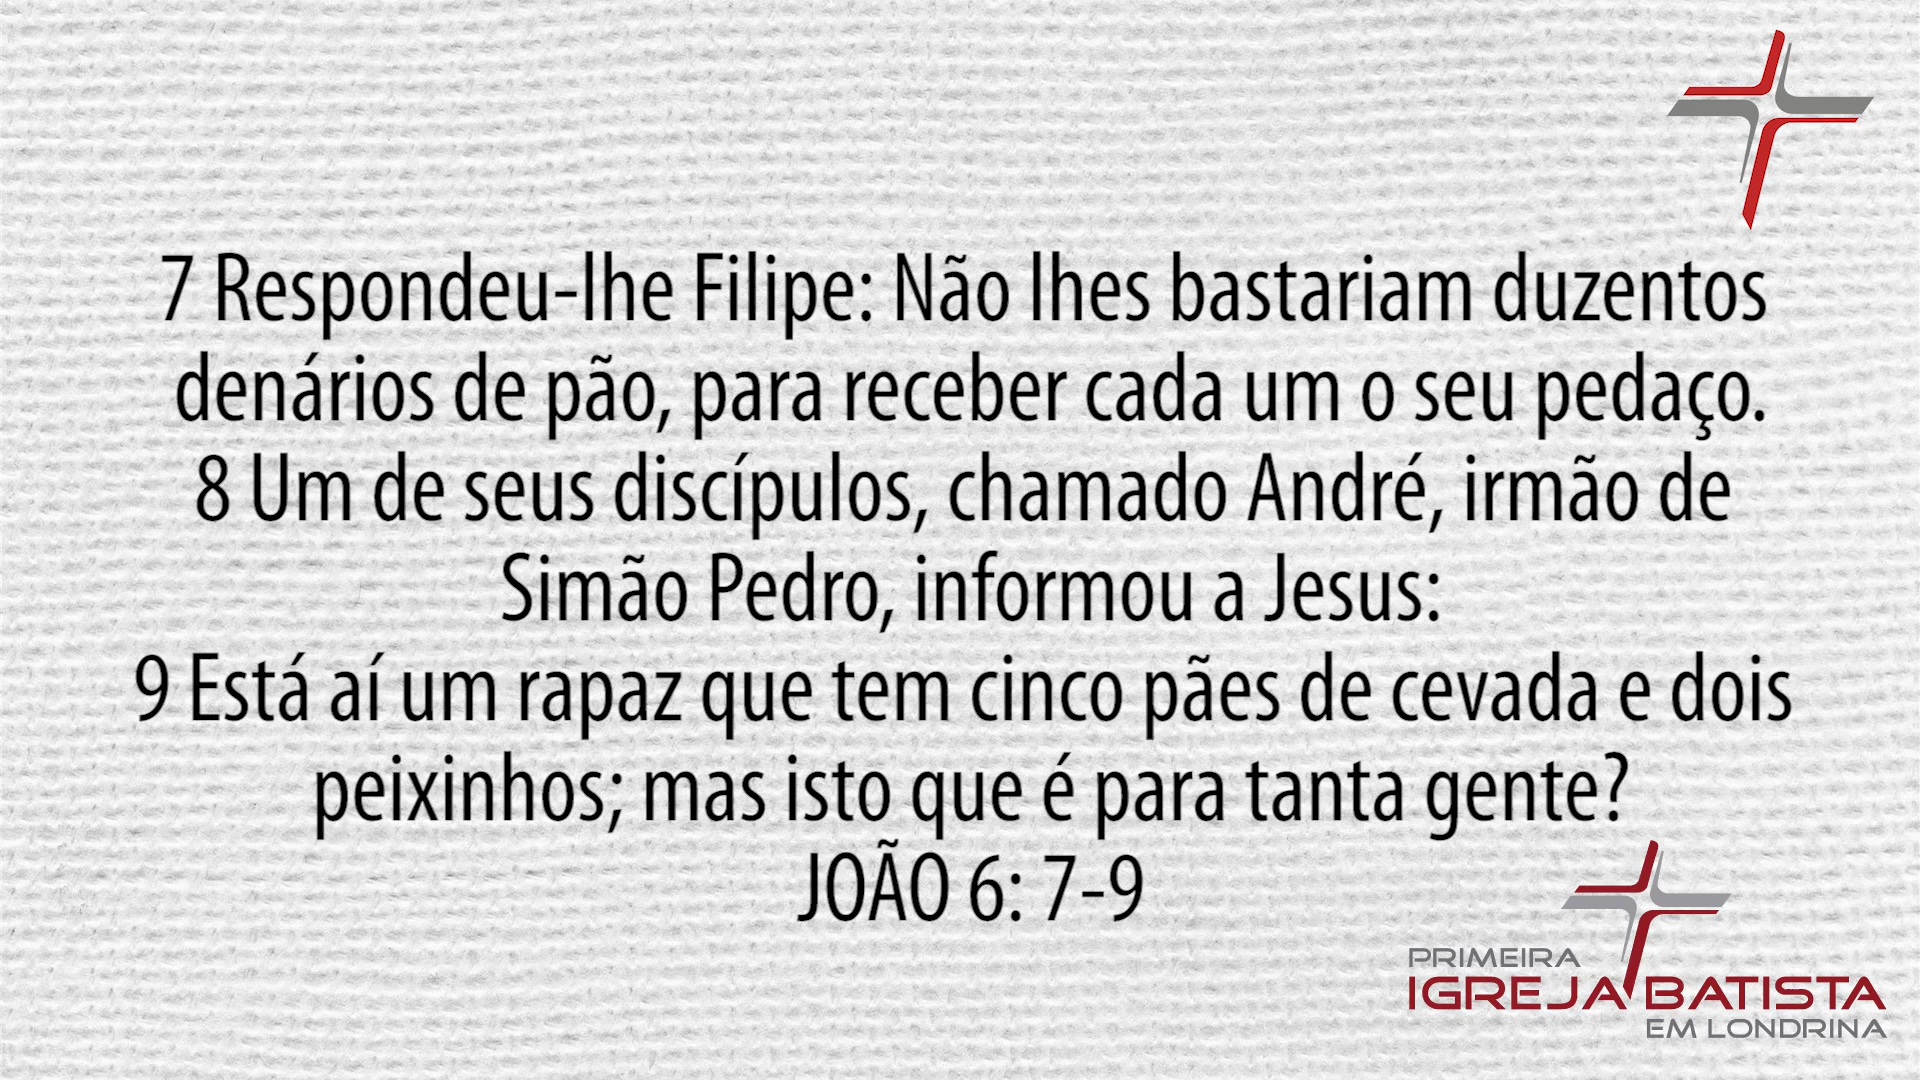 7 Respondeu-lhe Filipe: Não lhes bastariam duzentos
denários de pão, para receber cada um o seu pedaço.
8 Um de seus discípulos, chamado André, irmão de
Simão Pedro, informou a Jesus:
9 Está aí um rapaz que tem cinco pães de cevada e dois
peixinhos; mas isto que é para tanta gente?
JOÃO 6: 7-9
PRIMEIRA
IGREJA BATISTA
EM LONDRINA